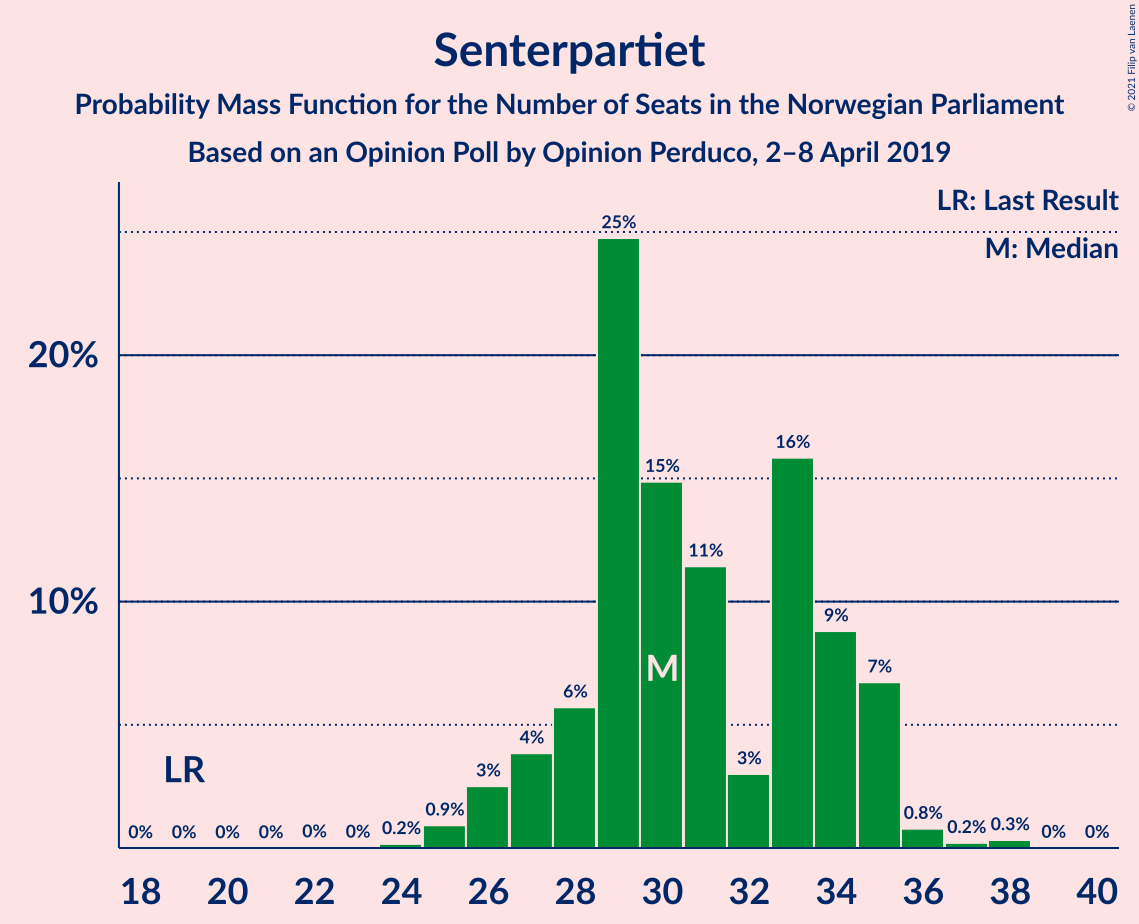 Senterpartiet
Probability Mass Function for the Number of Seats in the Norwegian Parliament
Based on an Opinion Poll by Opinion Perduco, 2–8 April 2019
© 2021 Filip van Laenen
LR: Last Result
M: Median
20%
10%
0% 0% 0% 0% 0% 0% 0.2% 0.9% 3% 4% 6% 25% 15% 11% 3% 16% 9% 7% 0.8% 0.2% 0.3% 0% 0%
LR
M
18 20 22 24 26 28 30 32 34 36 38 40